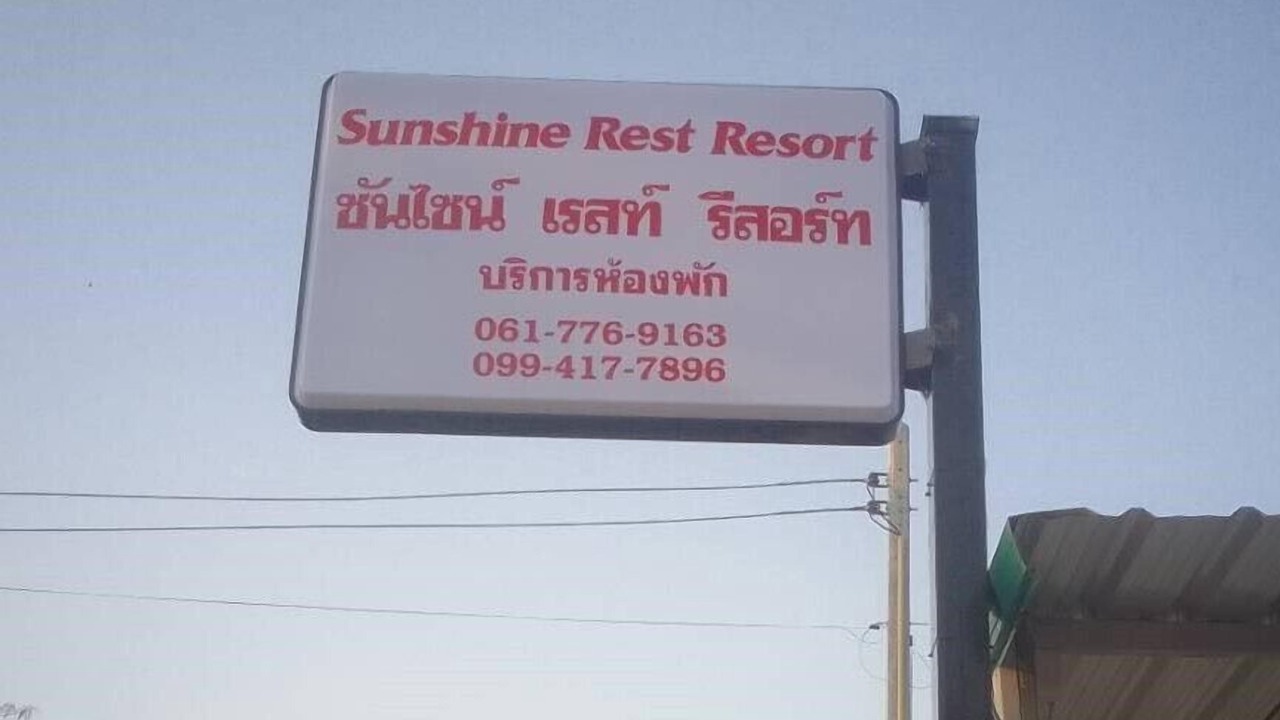 Sunshine Rest Resort
ซันไซน์ เรสท์ รีสอร์ท
บริการห้องพัก
061-776-9163
099-417-7896